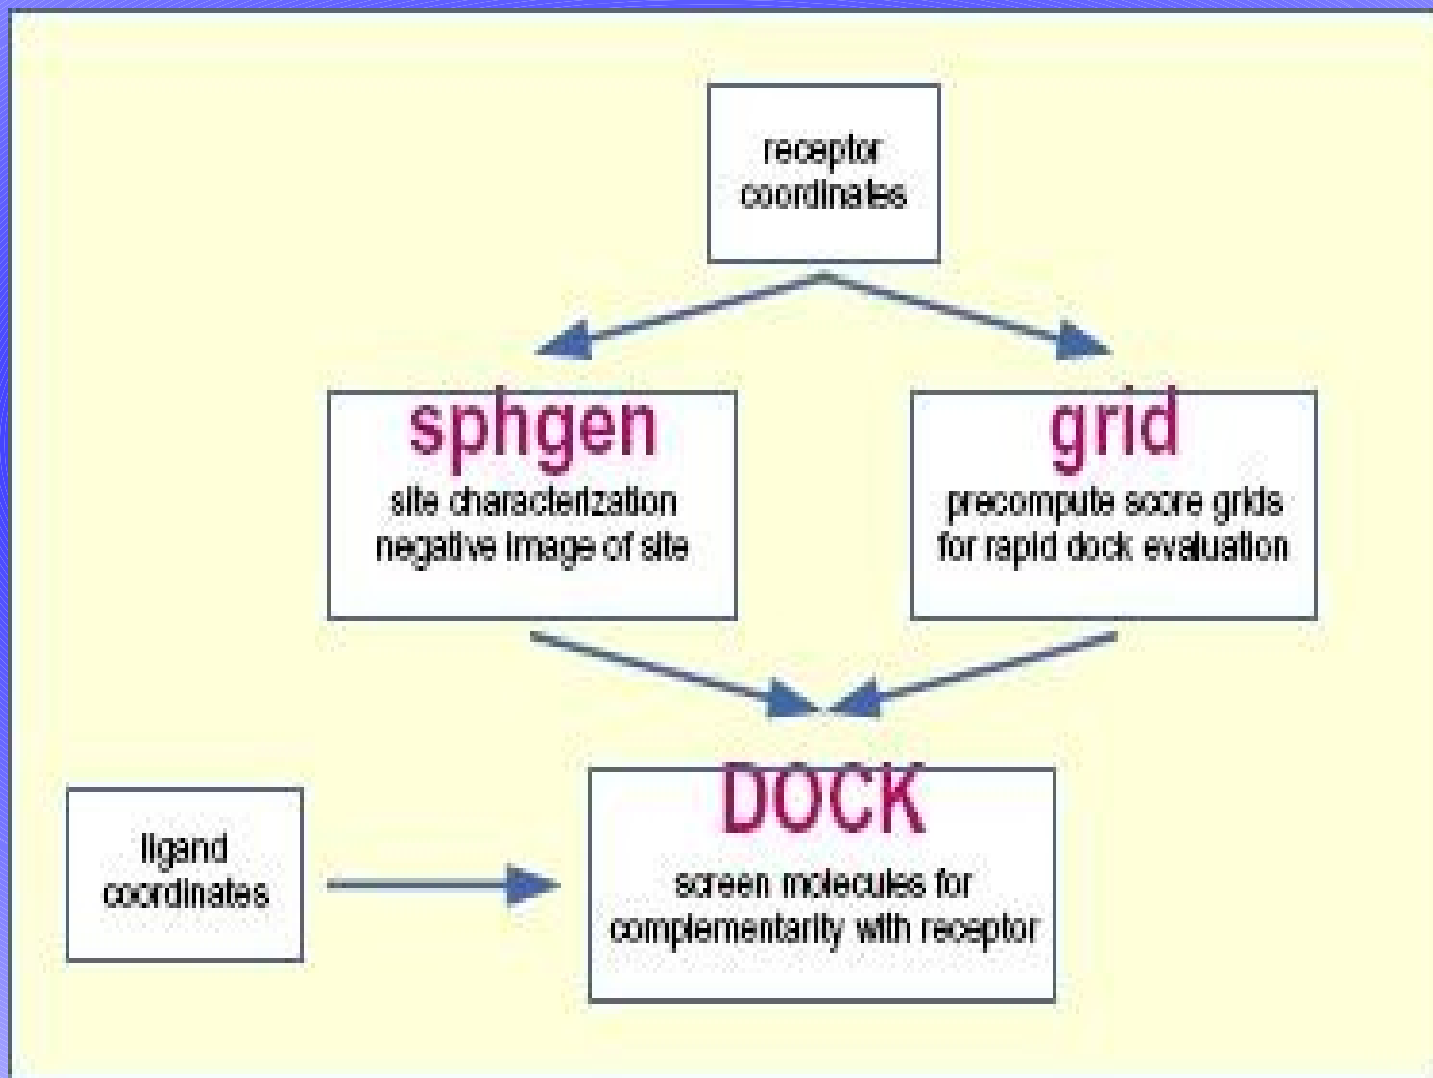 receptor
coordinates
sphgen
site characterization
negative image of site
grid
precompute score grids
for rapid dock evaluation
ligand
coordinates
DOCK
screen molecules for
complementarity with receptor